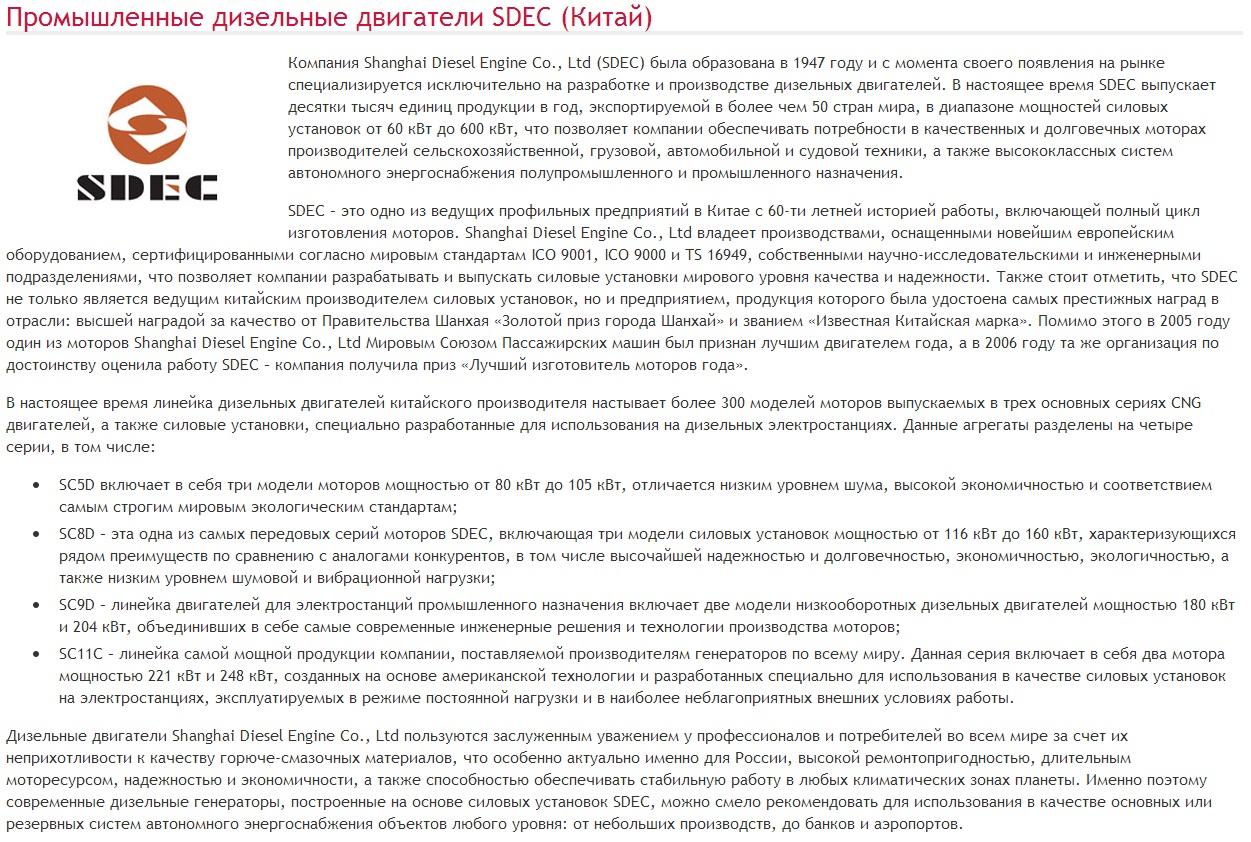 Промышленные дизельные двигатели SDEC (Китай)
SDEC
Компания Shanghai Diesel Engine Co., Ltd (SDEC) была образована в 1947 году и с момента своего появления на рынке
специализируется исключительно на разработке и производстве дизельных двигателей. В настоящее время SDEC выпускает
десятки тысяч единиц продукции в год, экспортируемой в более чем 50 стран мира, в диапазоне мощностей силовых
установок от 60 кВт до 600 кВт, что позволяет компании обеспечивать потребности в качественных и долговечных моторах
производителей сельскохозяйственной, грузовой, автомобильной и судовой техники, а также высококлассных систем
автономного энергоснабжения полупромышленного и промышленного назначения.
SDEC – это одно из ведущих профильных предприятий в Китае с 60-ти летней историей работы, включающей полный цикл
изготовления моторов. Shanghai Diesel Engine Co., Ltd владеет производствами, оснащенными новейшим европейским
оборудованием, сертифицированными согласно мировым стандартам ICO 9001, ICO 9000 и TS 16949, собственными научно-исследовательскими и инженерными
подразделениями, что позволяет компании разрабатывать и выпускать силовые установки мирового уровня качества и надежности. Также стоит отметить, что SDEC
не только является ведущим китайским производителем силовых установок, но и предприятием, продукция которого была удостоена самых престижных наград в
отрасли: высшей наградой за качество от Правительства Шанхая «Золотой приз города Шанхай» и званием «Известная Китайская марка». Помимо этого в 2005 году
один из моторов Shanghai Diesel Engine Co., Ltd Мировым Союзом Пассажирских машин был признан лучшим двигателем года, а в 2006 году та же организация по
достоинству оценила работу SDEC – компания получила приз «Лучший изготовитель моторов года».
В настоящее время линейка дизельных двигателей китайского производителя настывает более 300 моделей моторов выпускаемых в трех основных сериях CNG
двигателей, а также силовые установки, специально разработанные для использования на дизельных электростанциях. Данные агрегаты разделены на четыре
серии, в том числе:
• SC5D включает в себя три модели моторов мощностью от 80 кВт до 105 кВт, отличается низким уровнем шума, высокой экономичностью и соответствием
самым строгим мировым экологическим стандартам;
• SC8D – эта одна из самых передовых серий моторов SDEC, включающая три модели силовых установок мощностью от 116 кВт до 160 кВт, характеризующихся
рядом преимуществ по сравнению с аналогами конкурентов, в том числе высочайшей надежностью и долговечностью, экономичностью, экологичностью, а
также низким уровнем шумовой и вибрационной нагрузки;
• SC9D – линейка двигателей для электростанций промышленного назначения включает две модели низкооборотных дизельных двигателей мощностью 180 кВт
и 204 кВт, объединивших в себе самые современные инженерные решения и технологии производства моторов;
• SC11C – линейка самой мощной продукции компании, поставляемой производителям генераторов по всему миру. Данная серия включает в себя два мотора
мощностью 221 кВт и 248 кВт, созданных на основе американской технологии и разработанных специально для использования в качестве силовых установок
на электростанциях, эксплуатируемых в режиме постоянной нагрузки и в наиболее неблагоприятных внешних условиях работы.
Дизельные двигатели Shanghai Diesel Engine Co., Ltd пользуются заслуженным уважением у профессионалов и потребителей во всем мире за счет их
неприхотливости к качеству горюче-смазочных материалов, что особенно актуально именно для России, высокой ремонтопригодностью, длительным
моторесурсом, надежностью и экономичности, а также способностью обеспечивать стабильную работу в любых климатических зонах планеты. Именно поэтому
современные дизельные генераторы, построенные на основе силовых установок SDEC, можно смело рекомендовать для использования в качестве основных или
резервных систем автономного энергоснабжения объектов любого уровня: от небольших производств, до банков и аэропортов.